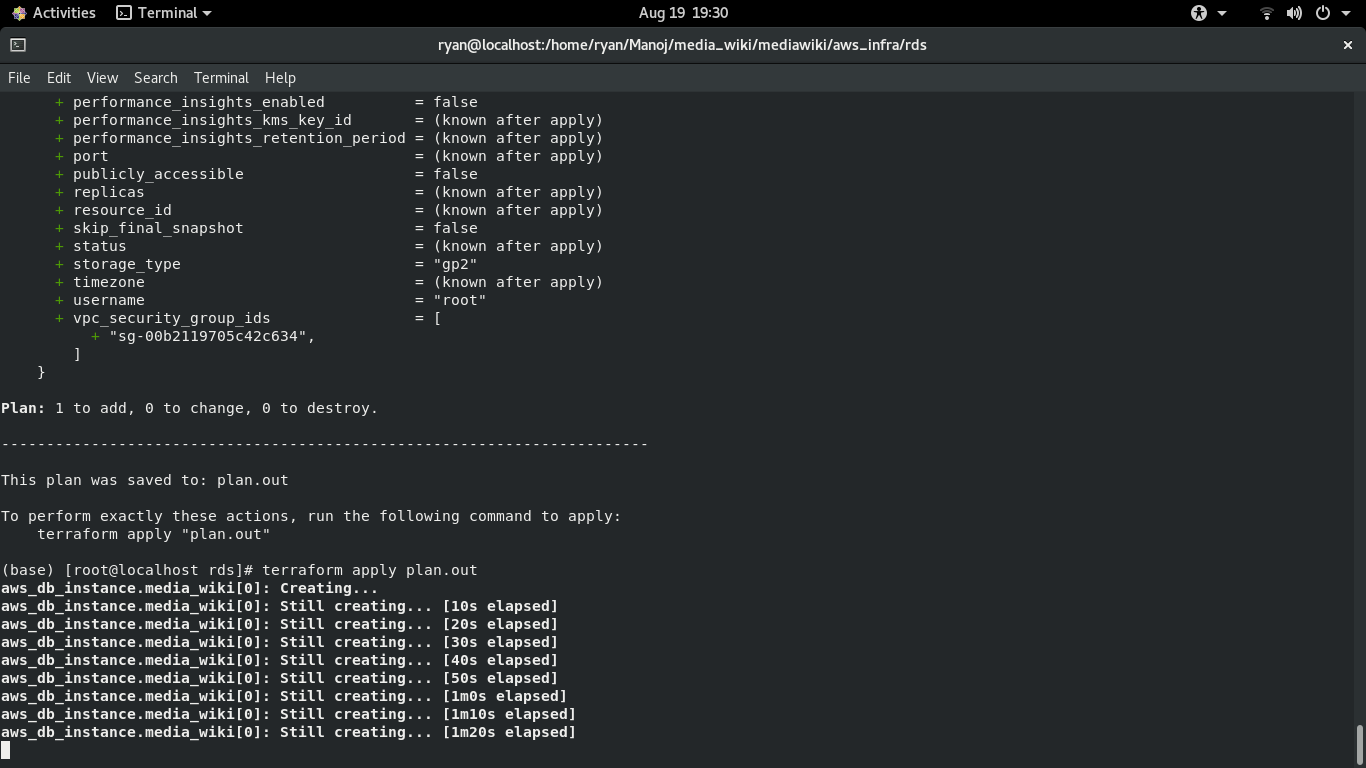 Activities Terminal Aug 19 19:30
ryan@localhost:/home/ryan/Manoj/media_wiki/mediawiki/aws_infra/rds
File Edit View Search Terminal Help
+ performance_insights_enabled = false
+ performance_insights_kms_key_id = (known after apply)
+ performance_insights_retention_period = (known after apply)
+ port = (known after apply)
+ publicly_accessible = false
+ replicas = (known after apply)
+ resource_id = (known after apply)
+ skip_final_snapshot = false
+ status = (known after apply)
+ storage_type = "gp2"
+ timezone = (known after apply)
+ username = "root"
+ vpc_security_group_ids = [
+ "sg-00b2119705c42c634",
]
}
Plan: 1 to add, 0 to change, 0 to destroy.
------------------------------------------------------------------------
This plan was saved to: plan.out
To perform exactly these actions, run the following command to apply:
terraform apply "plan.out"
(base) [root@localhost rds]# terraform apply plan.out
aws_db_instance.media_wiki[0]: Creating...
aws_db_instance.media_wiki[0]: Still creating... [10s elapsed]
aws_db_instance.media_wiki[0]: Still creating... [20s elapsed]
aws_db_instance.media_wiki[0]: Still creating... [30s elapsed]
aws_db_instance.media_wiki[0]: Still creating... [40s elapsed]
aws_db_instance.media_wiki[0]: Still creating... [50s elapsed]
aws_db_instance.media_wiki[0]: Still creating... [1m0s elapsed]
aws_db_instance.media_wiki[0]: Still creating... [1m10s elapsed]
aws_db_instance.media_wiki[0]: Still creating... [1m20s elapsed]